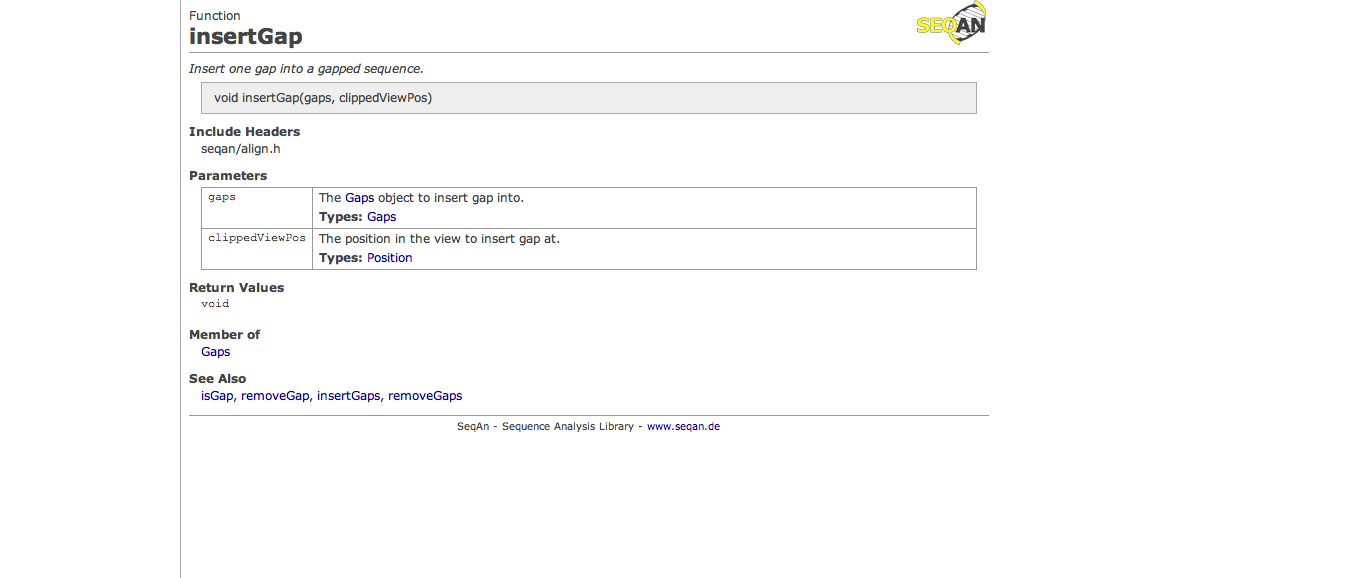 Function
SEQAN
insertGap
Insert one gap into a gapped sequence.
void insertGap(gaps, clippedViewPos)
Include Headers
seqan/align.h
Parameters
gaps The Gaps object to insert gap into.
Types: Gaps
clippedViewPos The position in the view to insert gap at.
Types: Position
Return Values
void
Member of
Gaps
See Also
isGap, removeGap, insertGaps, removeGaps
SeqAn - Sequence Analysis Library - www.seqan.de